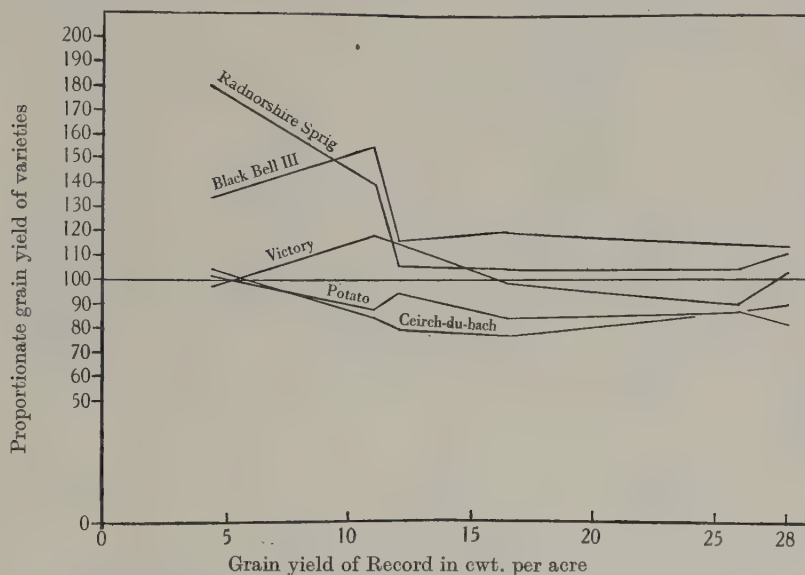 Proportionate grain yield of varieties
210
200
190
180
170
160
150
140
130
120
110
100
90
80
70
60
50
0
Radnorshire Sprig
Black Bell III
Victory
Potato
Ceirch-du-bach
0 5 10 15 20 25 28
Grain yield of Record in cwt. per acre